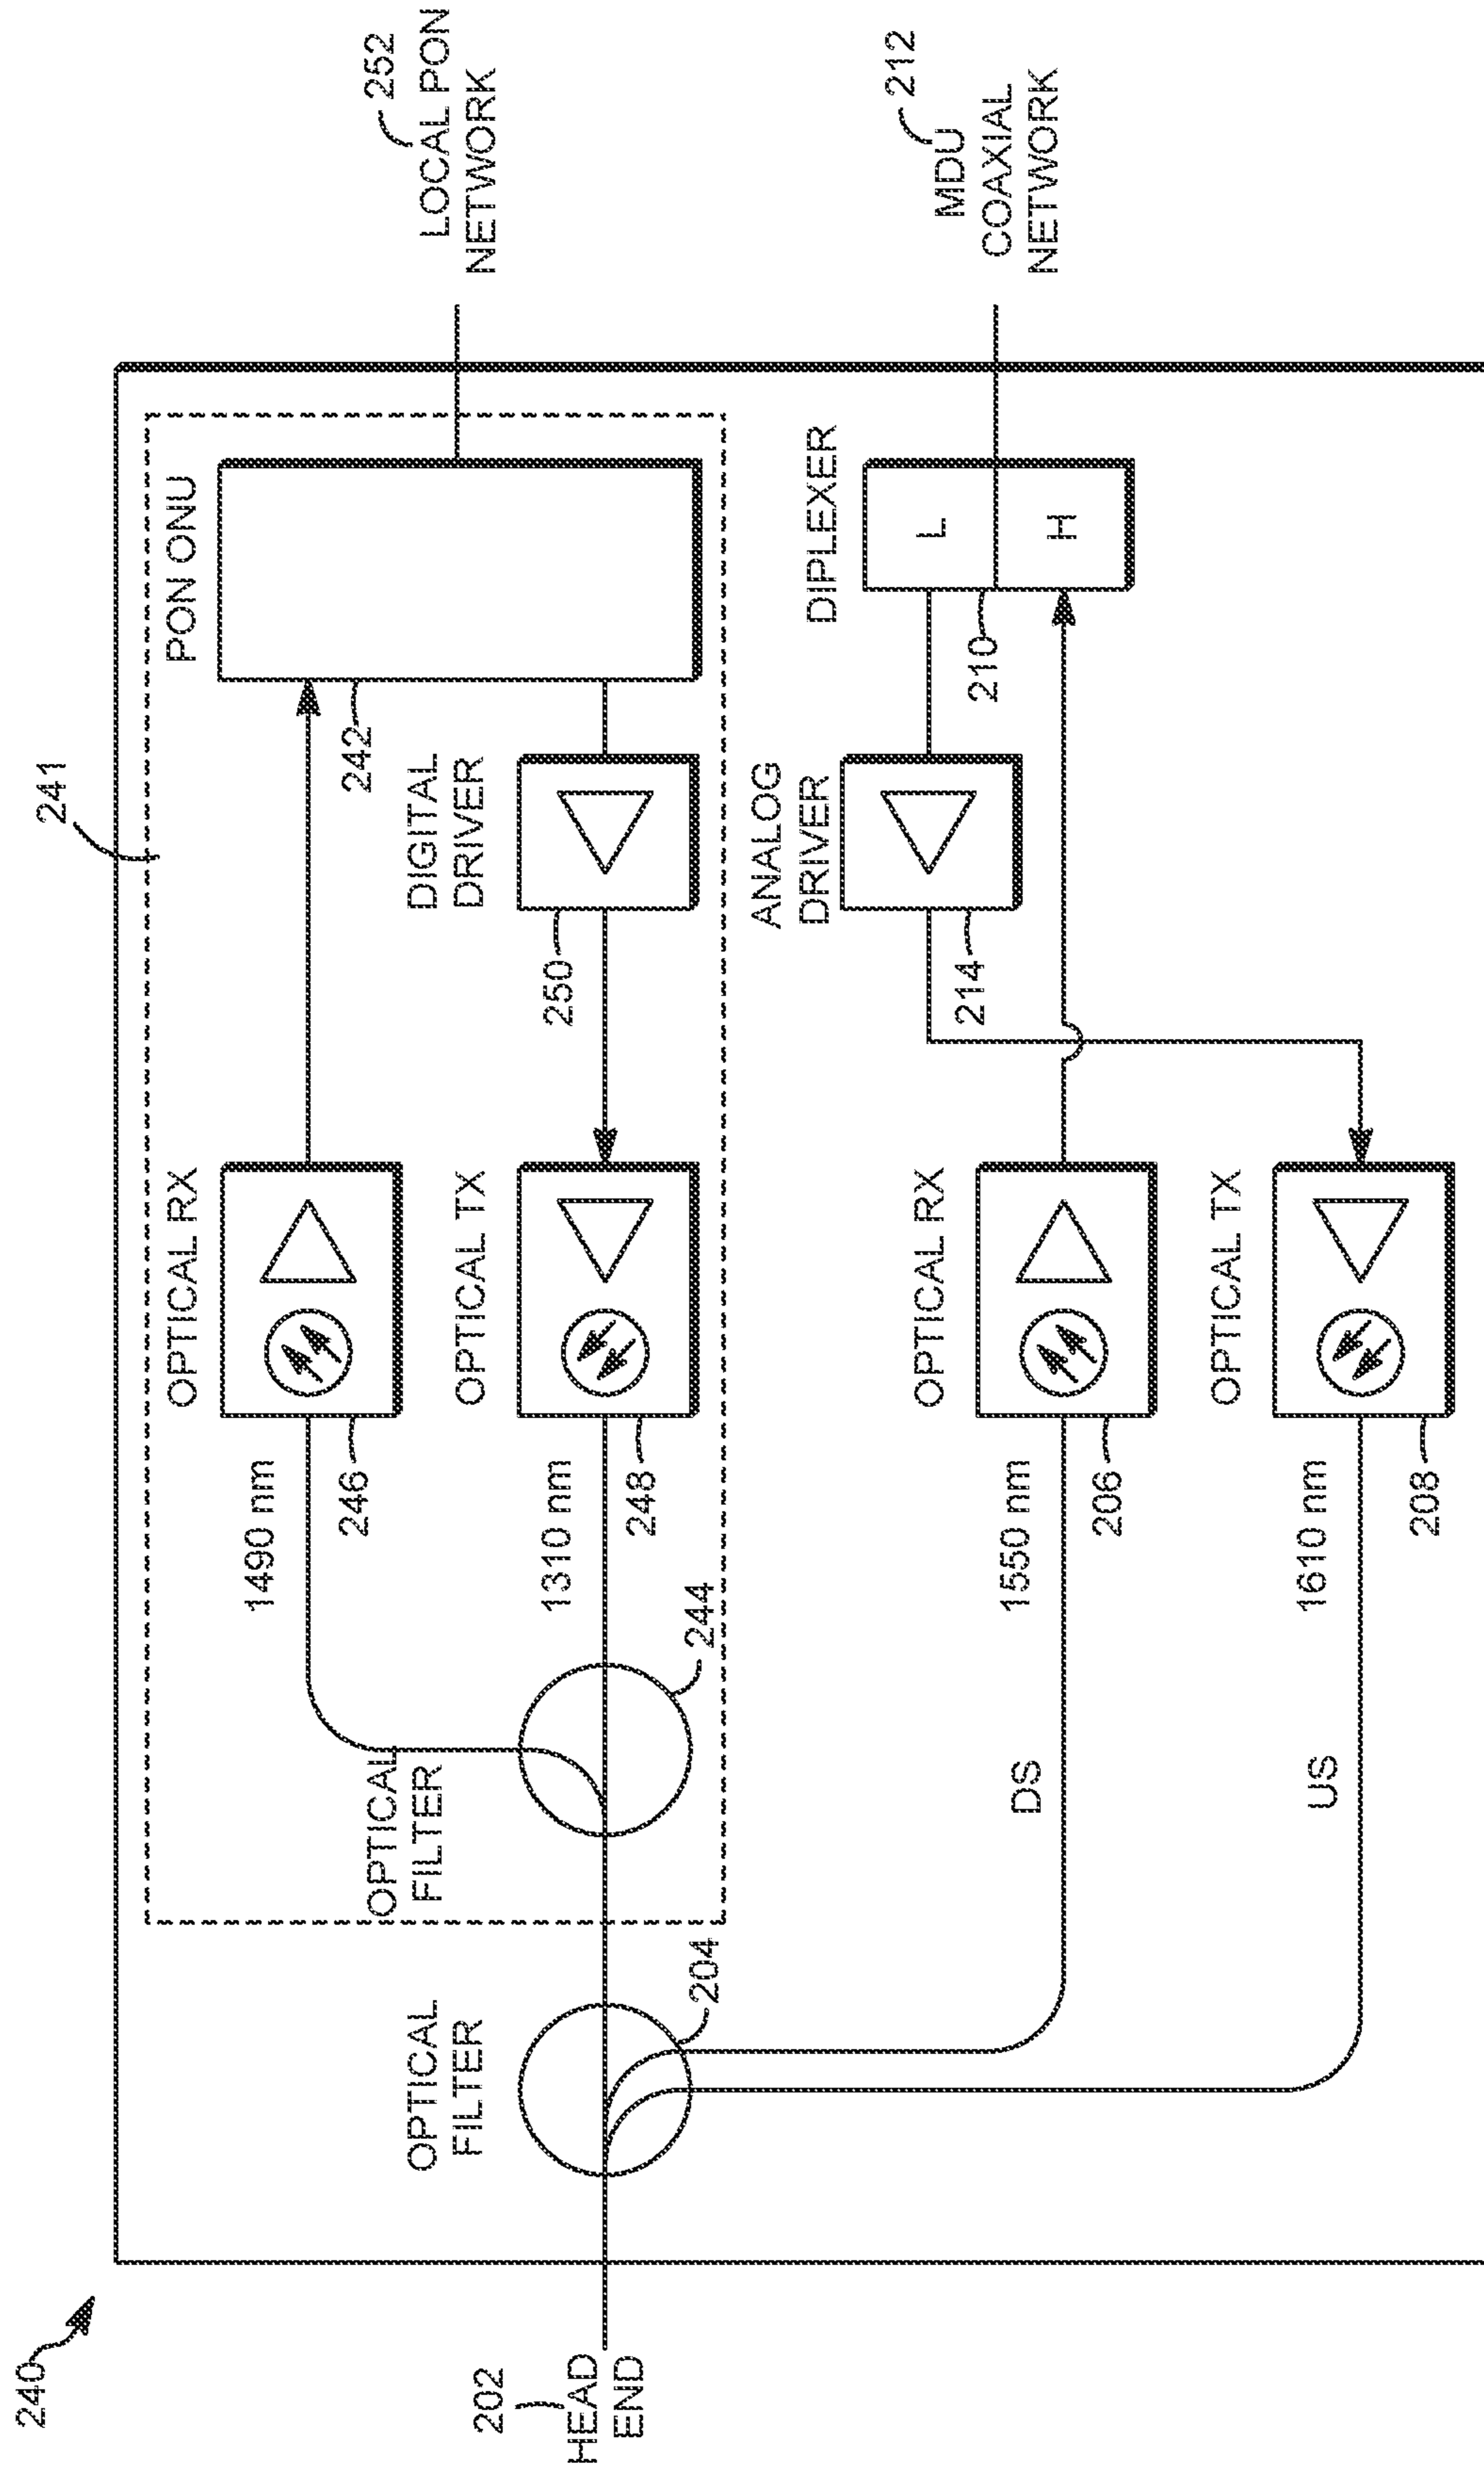 240
241
202
HEAD
END
OPTICAL
FILTER
204
OPTICAL
FILTER
244
1490 nm
246
OPTICAL RX
1310 nm
248
OPTICAL TX
DIGITAL
DRIVER
250
PON ONU
242
252
LOCAL PON
NETWORK
DS
1550 nm
206
OPTICAL RX
US
1610 nm
208
OPTICAL TX
ANALOG
DRIVER
214
DIPLEXER
L
H
210
212
MDU
COAXIAL
NETWORK